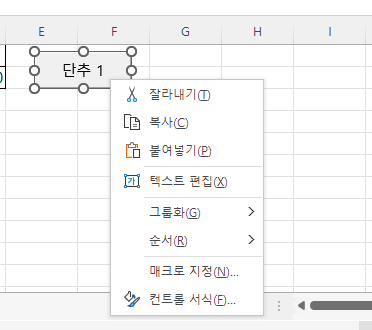 E F G H I
0
단추 1
잘라내기(T)
복사(C)
붙여넣기(P)
텍스트 편집(X)
그룹화(G)
순서(R)
매크로 지정(N)...
컨트롤 서식(F)...